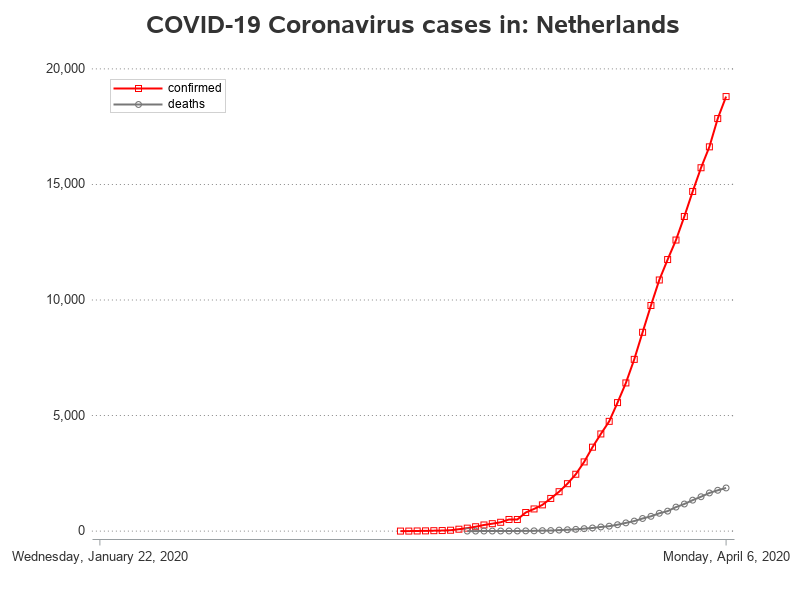 COVID-19 Coronavirus cases in: Netherlands
20,000
confirmed
deaths
15,000
10,000
5,000
0
Wednesday, January 22, 2020
Monday, April 6, 2020